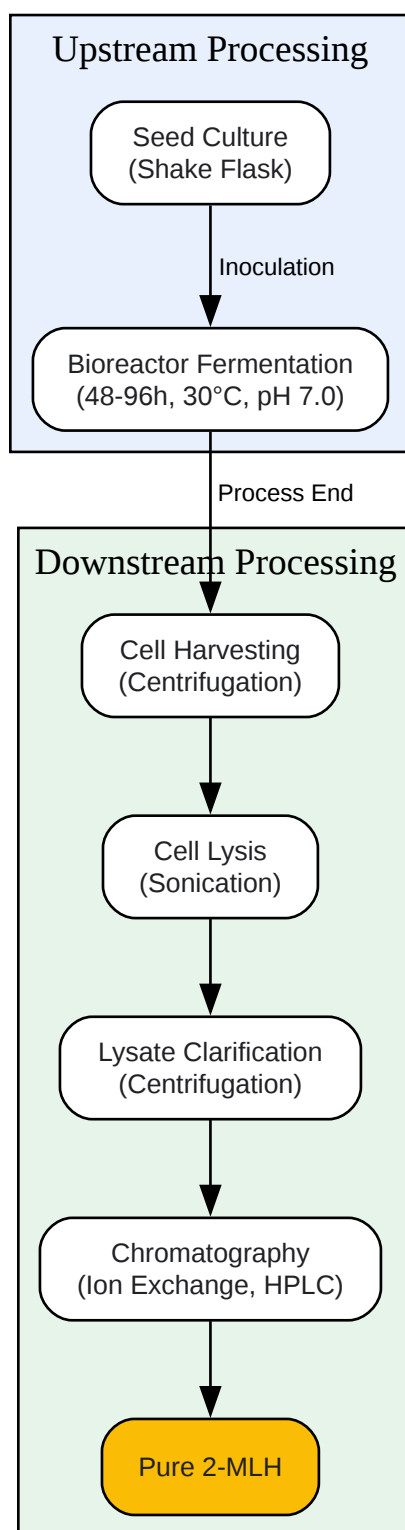 Upstream Processing
Seed Culture
(Shake Flask)
Inoculation
Bioreactor Fermentation
(48-96h, 30°C, pH 7.0)
Process End
Downstream Processing
Cell Harvesting
(Centrifugation)
Cell Lysis
(Sonication)
Lysate Clarification
(Centrifugation)
Chromatography
(Ion Exchange, HPLC)
Pure 2-MLH